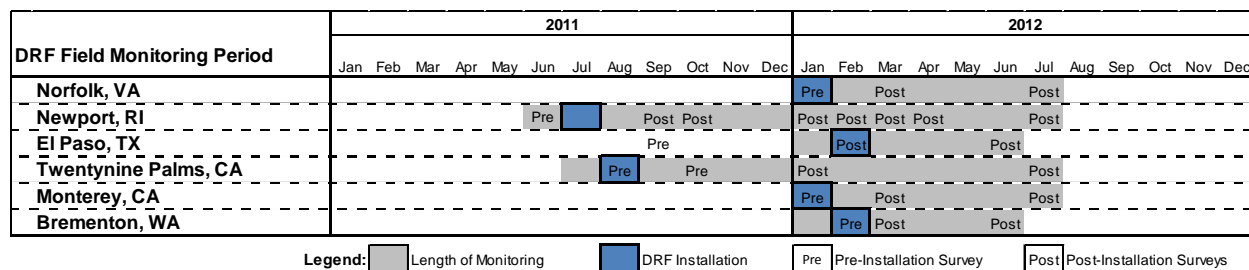 2011 2012
DRF Field Monitoring Period
Jan Feb Mar Apr May Jun Jul Aug Sep Oct Nov Dec Jan Feb Mar Apr May Jun Jul Aug Sep Oct Nov Dec
Norfolk, VA Pre Post Post
Newport, RI Pre Post Post Post Post Post Post Post
El Paso, TX Pre Post Post
Twentynine Palms, CA Pre Pre Post Post
Monterey, CA Pre Post Post
Brementon, WA Pre Post Post
Legend: Length of Monitoring DRF Installation Pre Pre-Installation Survey Post Post-Installation Surveys